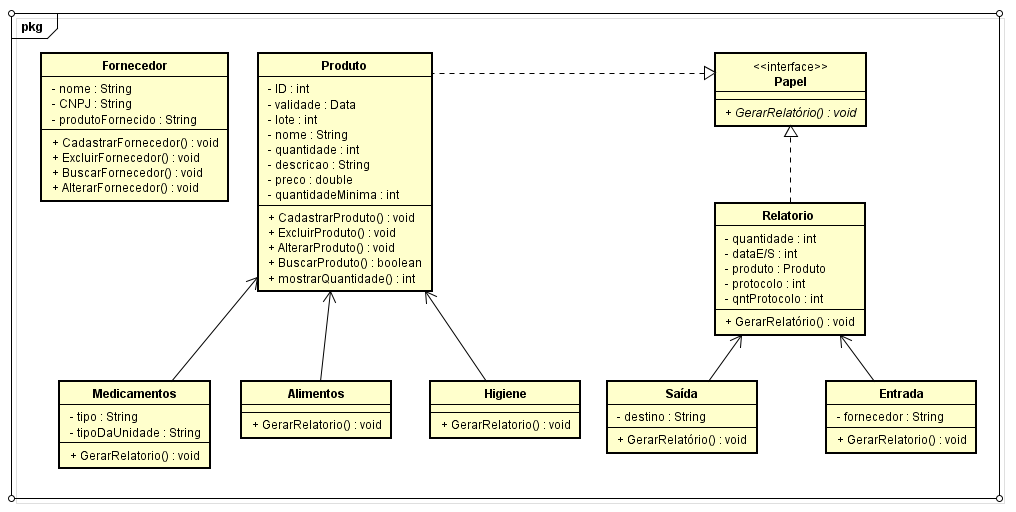 pkg
Fornecedor
- nome : String
- CNPJ : String
- produtoFornecido : String
+ CadastrarFornecedor() : void
+ ExcluirFornecedor() : void
+ BuscarFornecedor() : void
+ AlterarFornecedor() : void
Produto
- ID : int
- validade : Data
- lote : int
- nome : String
- quantidade : int
- descricao : String
- preco : double
- quantidadeMinima : int
+ CadastrarProduto() : void
+ ExcluirProduto() : void
+ AlterarProduto() : void
+ BuscarProduto() : boolean
+ mostrarQuantidade() : int
<<interface>>
Papel
+ GerarRelatório() : void
Relatorio
- quantidade : int
- dataE/S : int
- produto : Produto
- protocolo : int
- qntProtocolo : int
+ GerarRelatório() : void
Medicamentos
- tipo : String
- tipoDaUnidade : String
+ GerarRelatorio() : void
Alimentos
+ GerarRelatorio() : void
Higiene
+ GerarRelatorio() : void
Saída
- destino : String
+ GerarRelatório() : void
Entrada
- fornecedor : String
+ GerarRelatorio() : void